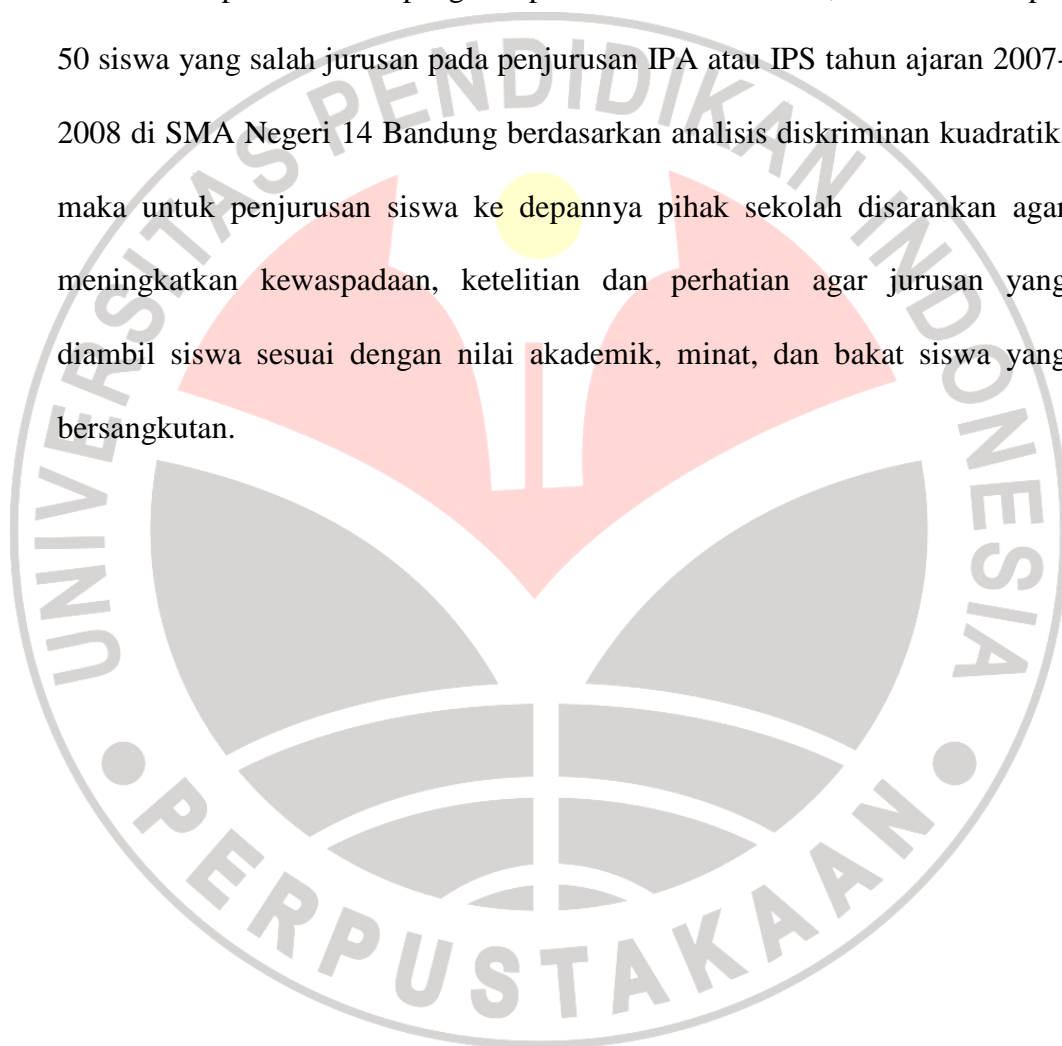 50 siswa yang salah jurusan pada penjurusan IPA atau IPS tahun ajaran 2007-
2008 di SMA Negeri 14 Bandung berdasarkan analisis diskriminan kuadratik,
maka untuk penjurusan siswa ke depannya pihak sekolah disarankan agar
meningkatkan kewaspadaan, ketelitian dan perhatian agar jurusan yang
diambil siswa sesuai dengan nilai akademik, minat, dan bakat siswa yang
bersangkutan.
UNIVERSITAS PENDIDIKAN INDONESIA
PERPUSTAKAAN